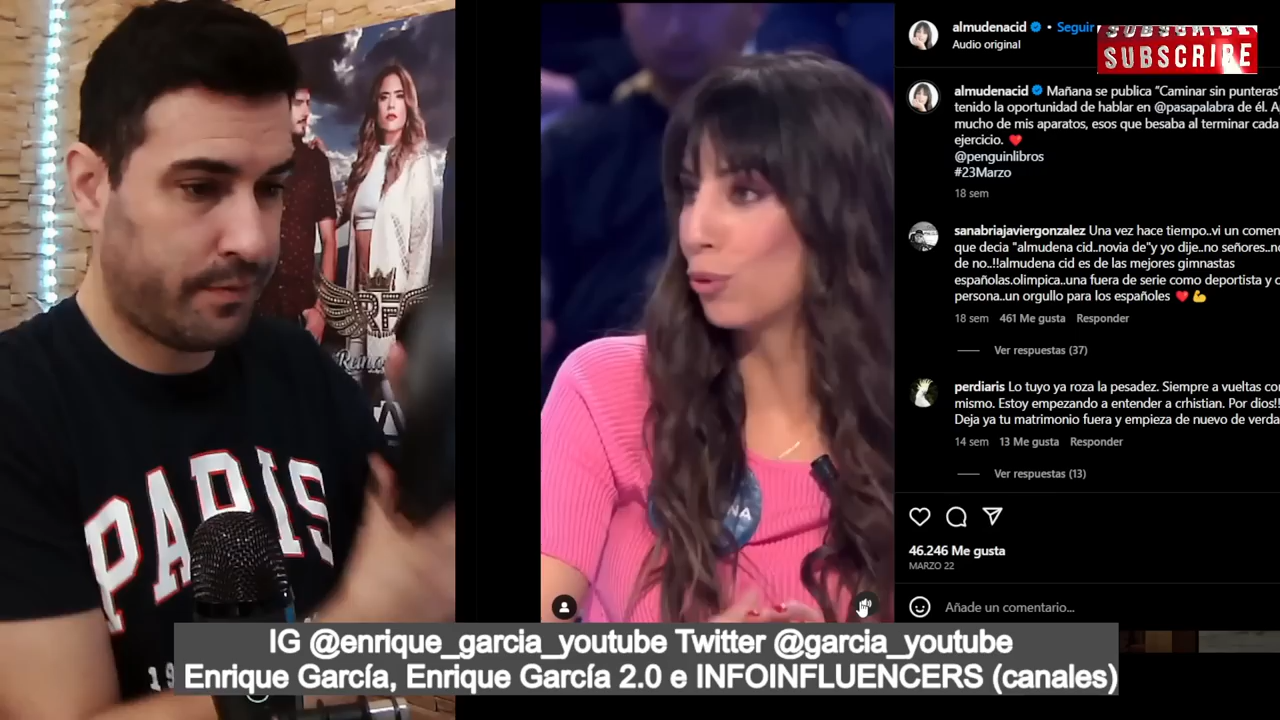 almudenacid • Seguir
Audio original
SUBSCRIBE
SUBSCRIBE
almudenacid Mañana se publica “Caminar sin punteras”
tenido la oportunidad de hablar en @pasapalabra de él. A
mucho de mis aparatos, esos que besaba al terminar cada
ejercicio. ❤️
@penguinlibros
#23Marzo
18 sem
sanabriajaviergonzalez Una vez hace tiempo..vi un comen
que decia "almudena cid..novia de"y yo dije..no señores..n
de no..!!almudena cid es de las mejores gimnastas
españolas.olimpica..una fuera de serie como deportista y c
persona..un orgullo para los españoles ❤️💪
18 sem 461 Me gusta Responder
Ver respuestas (37)
perdiaris Lo tuyo ya roza la pesadez. Siempre a vueltas co
mismo. Estoy empezando a entender a crhistian. Por dios!!
Deja ya tu matrimonio fuera y empieza de nuevo de verda
14 sem 13 Me gusta Responder
Ver respuestas (13)
46.246 Me gusta
MARZO 22
Añade un comentario...
NA
PARIS
19
IG @enrique_garcia_youtube Twitter @garcia_youtube
Enrique García, Enrique García 2.0 e INFOINFLUENCERS (canales)